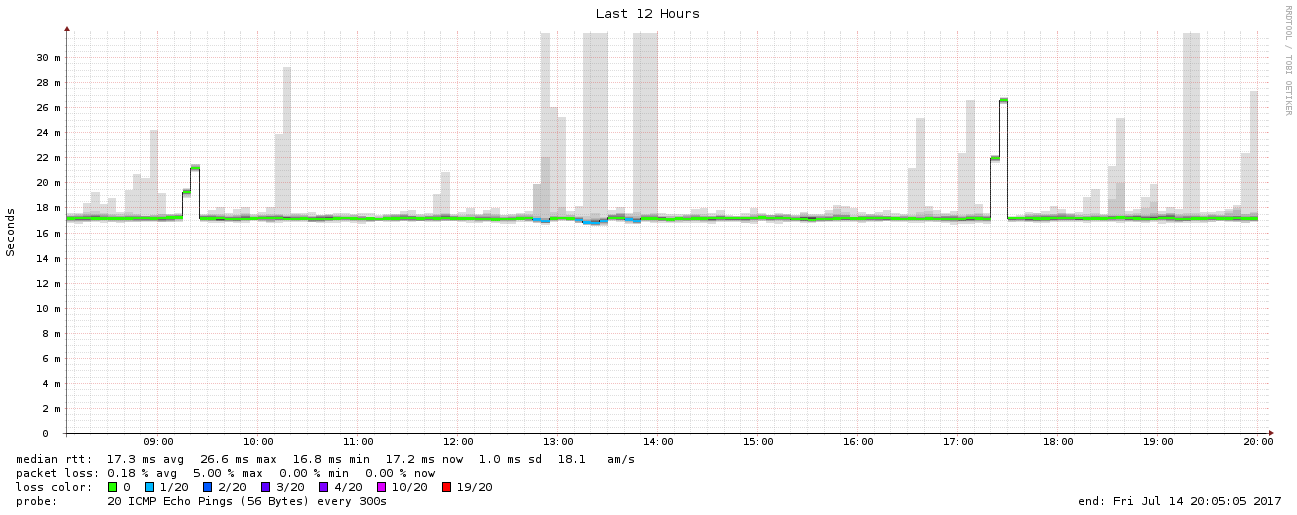 Last 12 Hours
RRDTOOL / TOBI OETIKER
Seconds
30 m
28 m
26 m
24 m
22 m
20 m
18 m
16 m
14 m
12 m
10 m
8 m
6 m
4 m
2 m
0
09:00 10:00 11:00 12:00 13:00 14:00 15:00 16:00 17:00 18:00 19:00 20:00
median rtt: 17.3 ms avg 26.6 ms max 16.8 ms min 17.2 ms now 1.0 ms sd 18.1 am/s
packet loss: 0.18 % avg 5.00 % max 0.00 % min 0.00 % now
loss color: 0 1/20 2/20 3/20 4/20 10/20 19/20
probe: 20 ICMP Echo Pings (56 Bytes) every 300s end: Fri Jul 14 20:05:05 2017